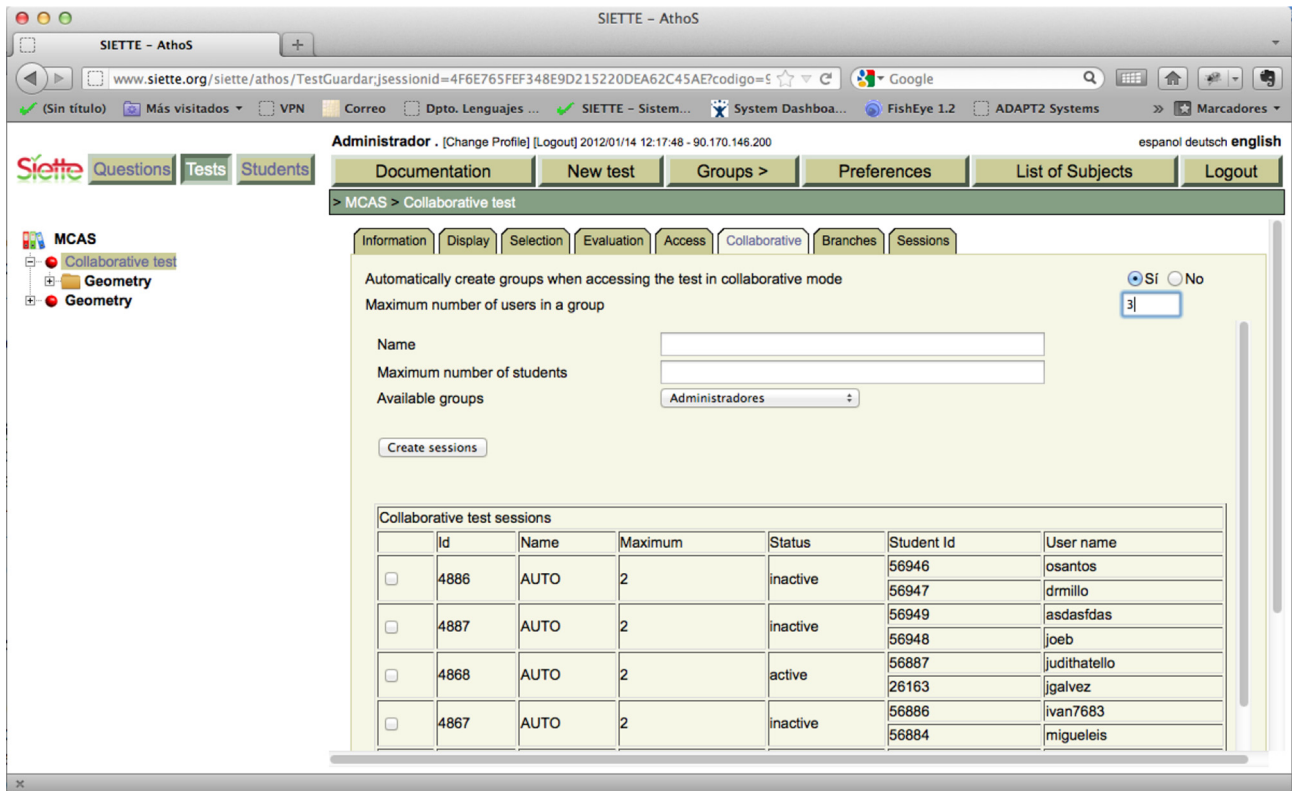 SIETTE – AthoS
SIETTE – AthoS
www.siette.org/siette/athos/TestGuardar;jsessionid=4F6E765FEF348E9D215220DEA62C45AE?codigo=9
Google
(Sin título) Más visitados VPN Correo Dpto. Lenguajes ... SIETTE – Sistem... System Dashboa... FishEye 1.2 ADAPT2 Systems » Marcadores
Administrador . [Change Profile] [Logout] 2012/01/14 12:17:48 - 90.170.146.200 espanol deutsch english
Siette Questions Tests Students
Documentation New test Groups > Preferences List of Subjects Logout
> MCAS > Collaborative test
MCAS
Collaborative test
Geometry
Geometry
Information Display Selection Evaluation Access Collaborative Branches Sessions
Automatically create groups when accessing the test in collaborative mode Sí No
Maximum number of users in a group 3
Name
Maximum number of students
Available groups Administradores
Create sessions
Collaborative test sessions
Id Name Maximum Status Student Id User name
4886 AUTO 2 inactive 56946 osantos
56947 drmillo
4887 AUTO 2 inactive 56949 asdasfdas
56948 joeb
4868 AUTO 2 active 56887 judithatello
26163 jgalvez
4867 AUTO 2 inactive 56886 ivan7683
56884 migueleis